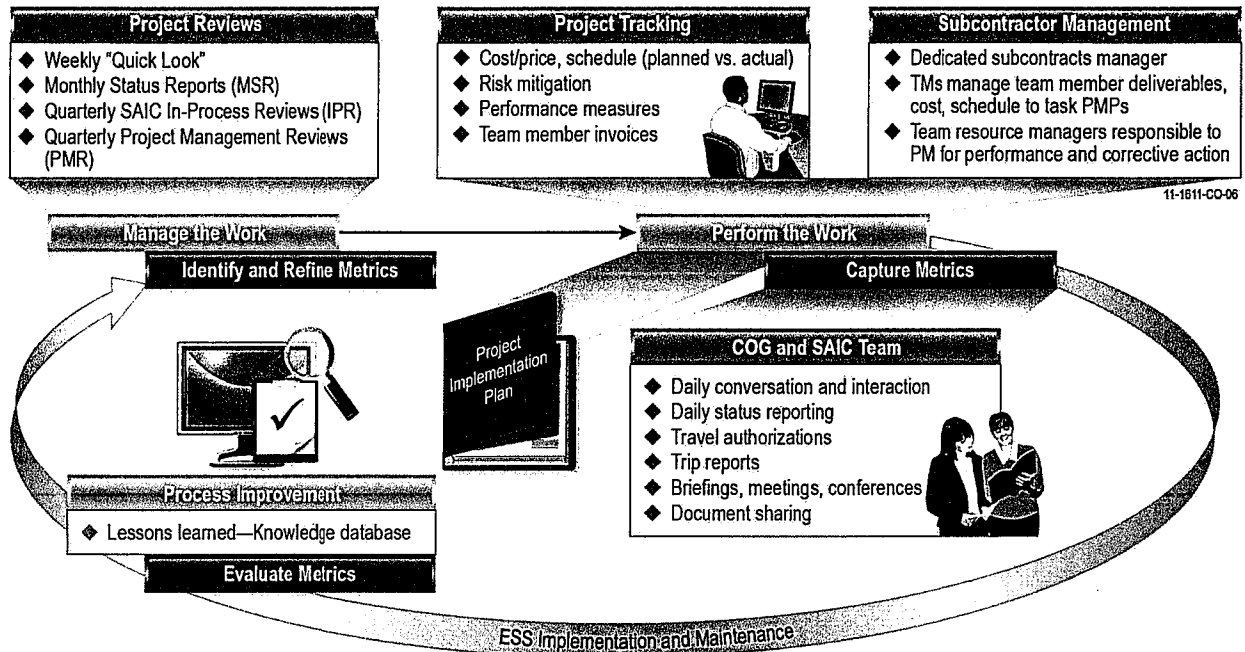 Project Reviews
◆ Weekly "Quick Look"
◆ Monthly Status Reports (MSR)
◆ Quarterly SAIC In-Process Reviews (IPR)
◆ Quarterly Project Management Reviews
(PMR)
Project Tracking
◆ Cost/price, schedule (planned vs. actual)
◆ Risk mitigation
◆ Performance measures
◆ Team member invoices
Subcontractor Management
◆ Dedicated subcontracts manager
◆ TMs manage team member deliverables,
cost, schedule to task PMPs
◆ Team resource managers responsible to
PM for performance and corrective action
11-1611-CO-06
Manage the Work
Identify and Refine Metrics
Perform the Work
Capture Metrics
Project
Implementation
Plan
COG and SAIC Team
◆ Daily conversation and interaction
◆ Daily status reporting
◆ Travel authorizations
◆ Trip reports
◆ Briefings, meetings, conferences
◆ Document sharing
Process Improvement
◆ Lessons learned—Knowledge database
Evaluate Metrics
ESS Implementation and Maintenance